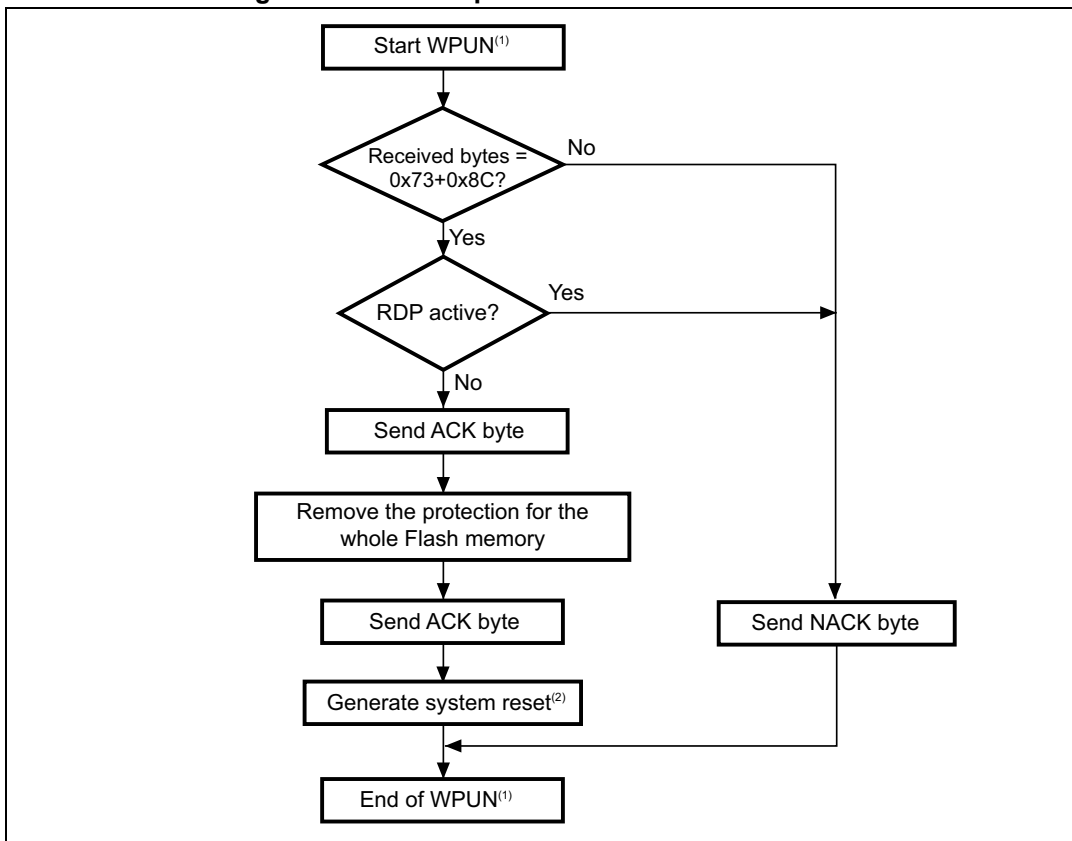 Start WPUN(1)
Received bytes =
0x73+0x8C?
No
Yes
RDP active?
Yes
No
Send ACK byte
Remove the protection for the
whole Flash memory
Send ACK byte
Send NACK byte
Generate system reset(2)
End of WPUN(1)